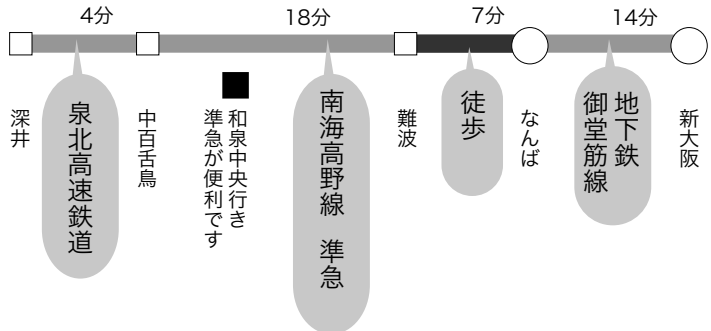 4分
18分
7分
14分
深井
泉北高速鉄道
中百舌鳥
和泉中央行き
準急が便利です
南海高野線 準急
難波
徒歩
なんば
地下鉄
御堂筋線
新大阪